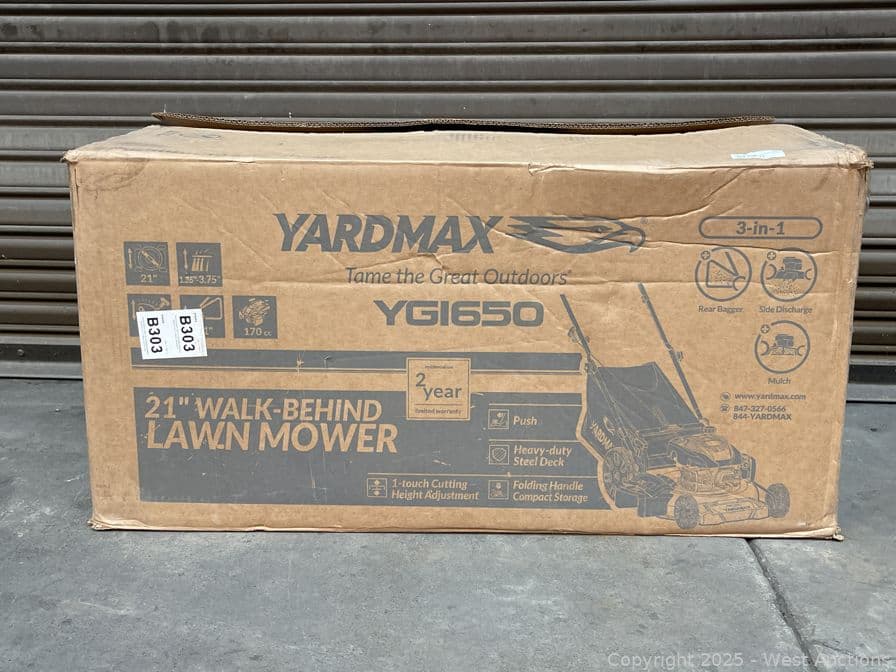 YARDMAX
Tame the Great Outdoors
YG1650
3-in-1
Rear Bagger
Side Discharge
Mulch
21"
1.25"-3.75"
170 cc
B303
B303
2
year
limited warranty
21" WALK-BEHIND
LAWN MOWER
Push
Heavy-duty
Steel Deck
1-touch Cutting
Height Adjustment
Folding Handle
Compact Storage
YARDMAX
www.yardmax.com
847-327-0566
844-YARDMAX
Copyright 2025 - West Auctions